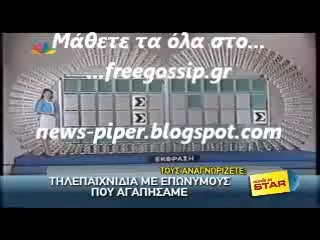 Μάθετε τα όλα στο...
...freegossip.gr
Σ
Σ
Σ
news-piper.blogspot.com
ΕΚΦΡΑΣΗ
ΤΟΥΣ ΑΝΑΓΝΩΡΙΖΕΤΕ;
ΤΗΛΕΠΑΙΧΝΙΔΙΑ ΜΕ ΕΠΩΝΥΜΟΥΣ
ΠΟΥ ΑΓΑΠΗΣΑΜΕ
STAR